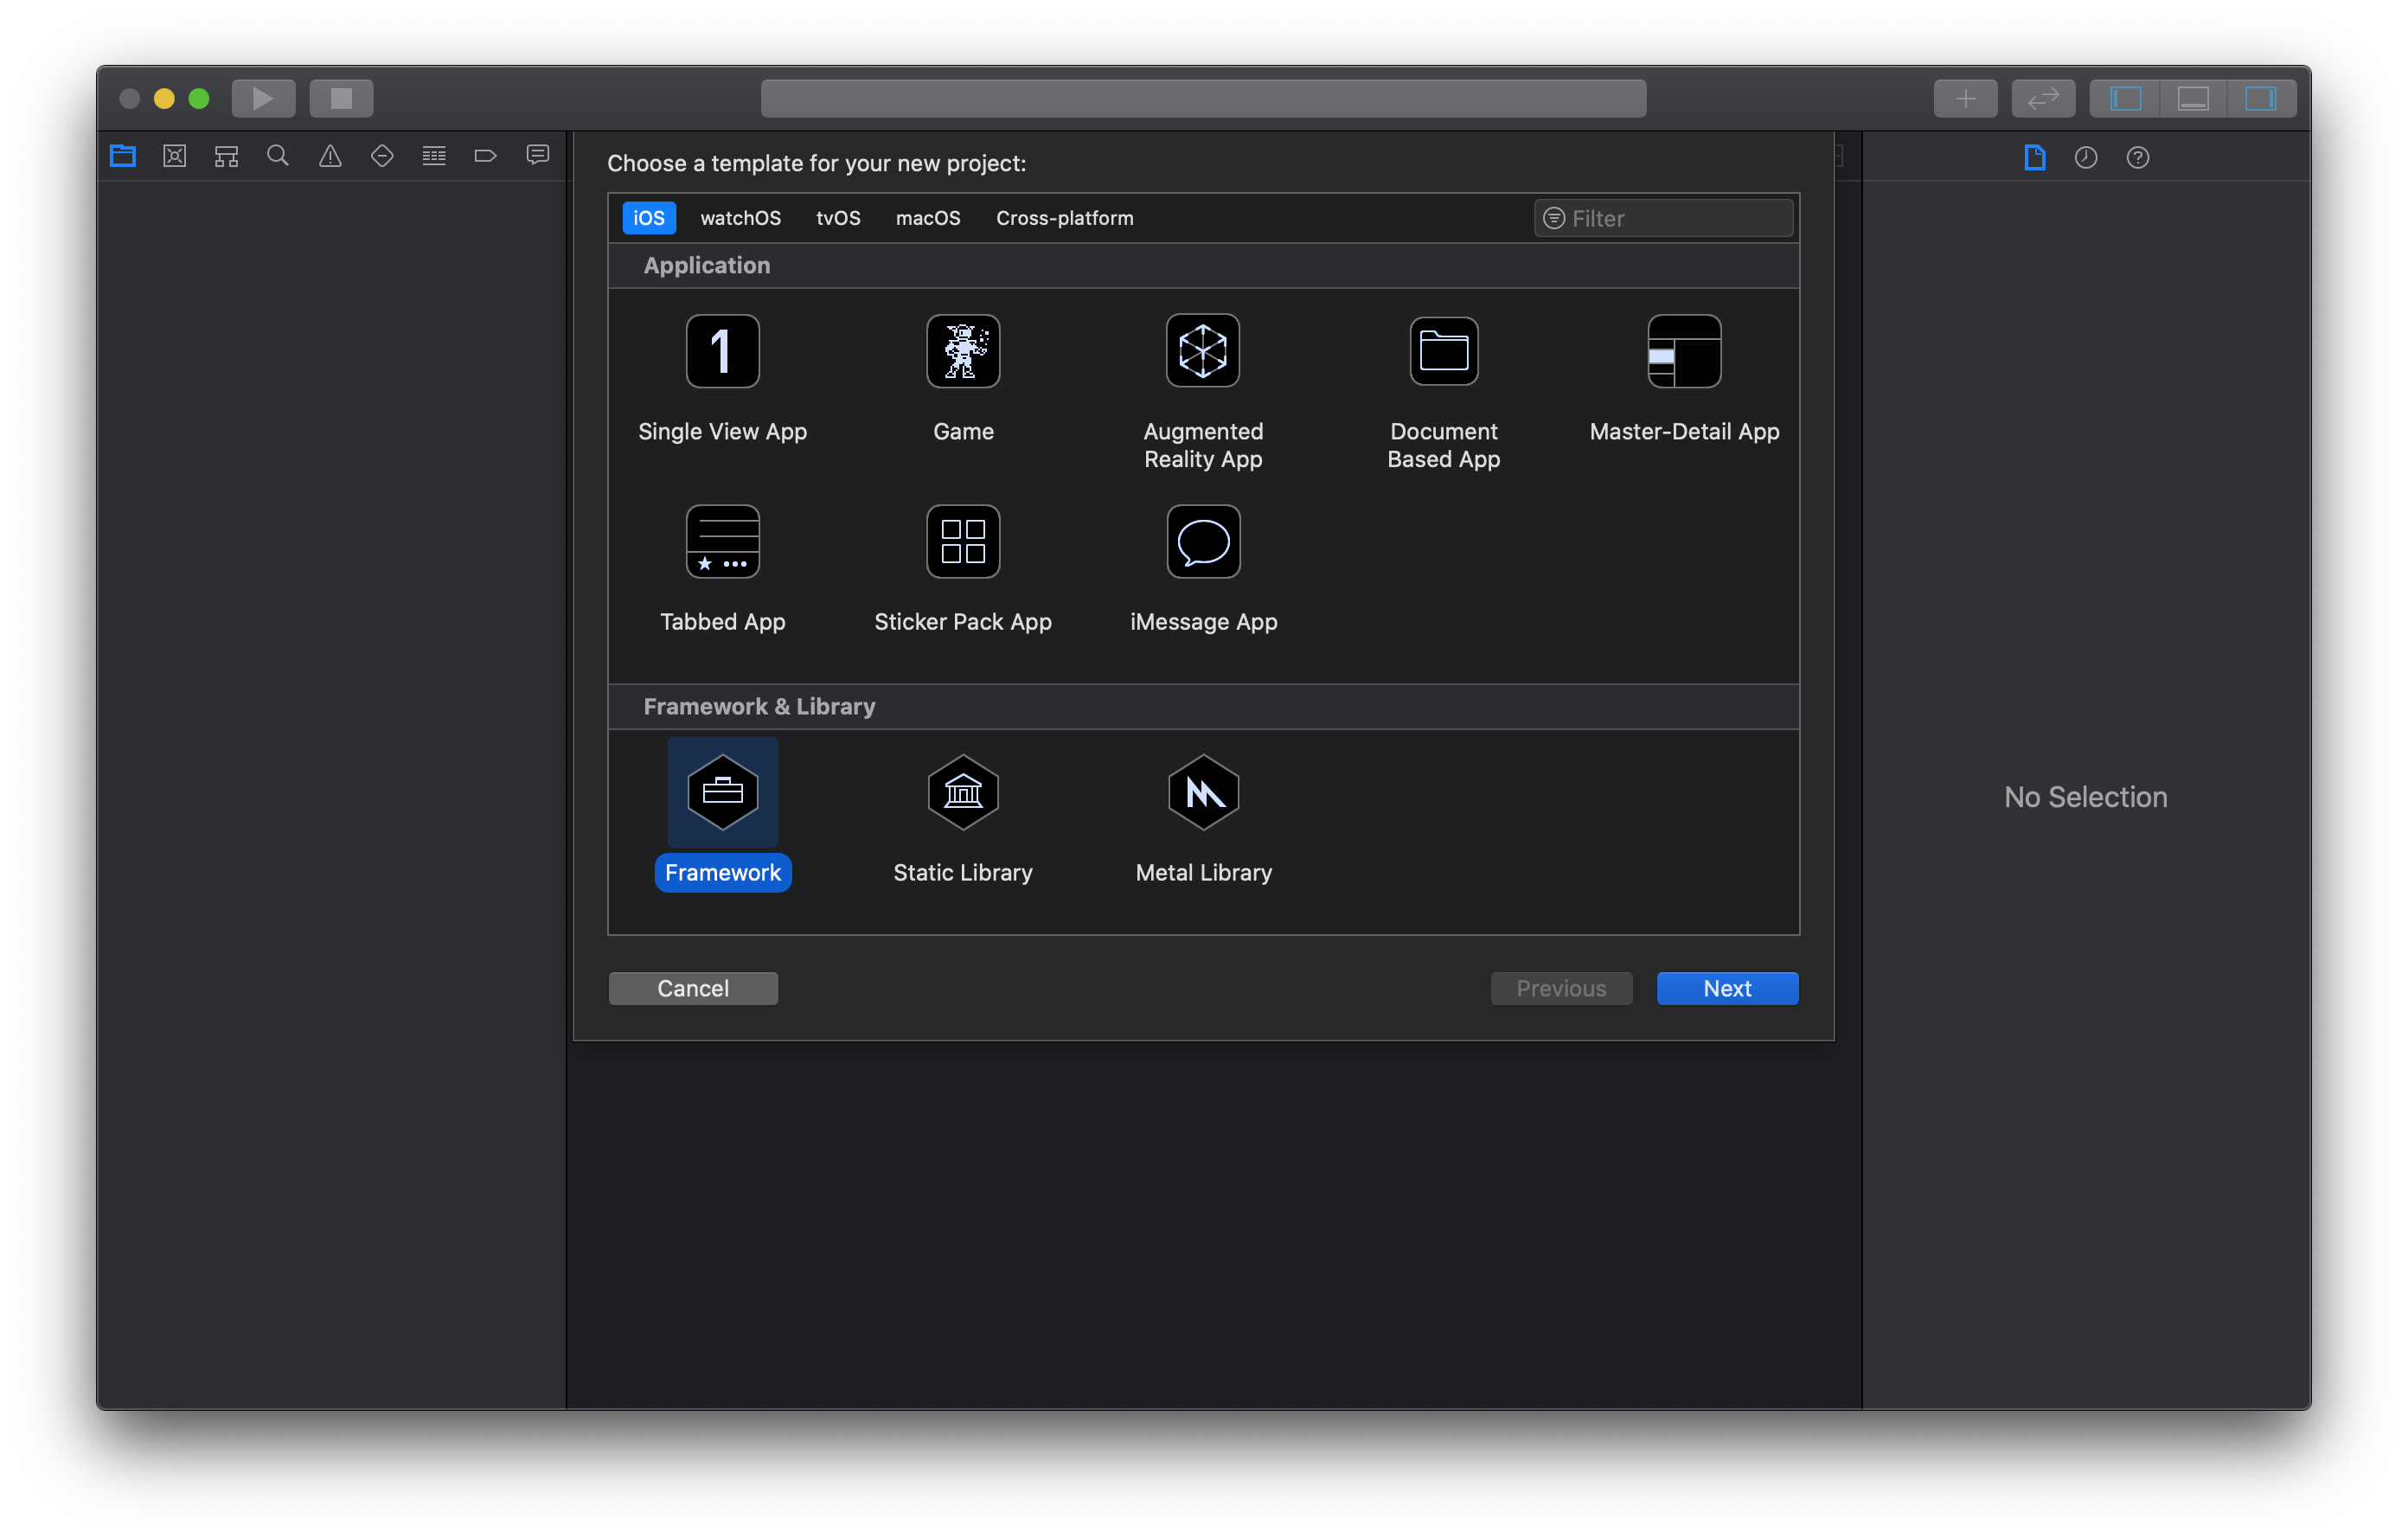 Choose a template for your new project:
iOS watchOS tvOS macOS Cross-platform Filter
Application
1
Single View App Game Augmented Reality App Document Based App Master-Detail App
Tabbed App Sticker Pack App iMessage App
Framework & Library
Framework Static Library Metal Library
No Selection
Cancel Previous Next